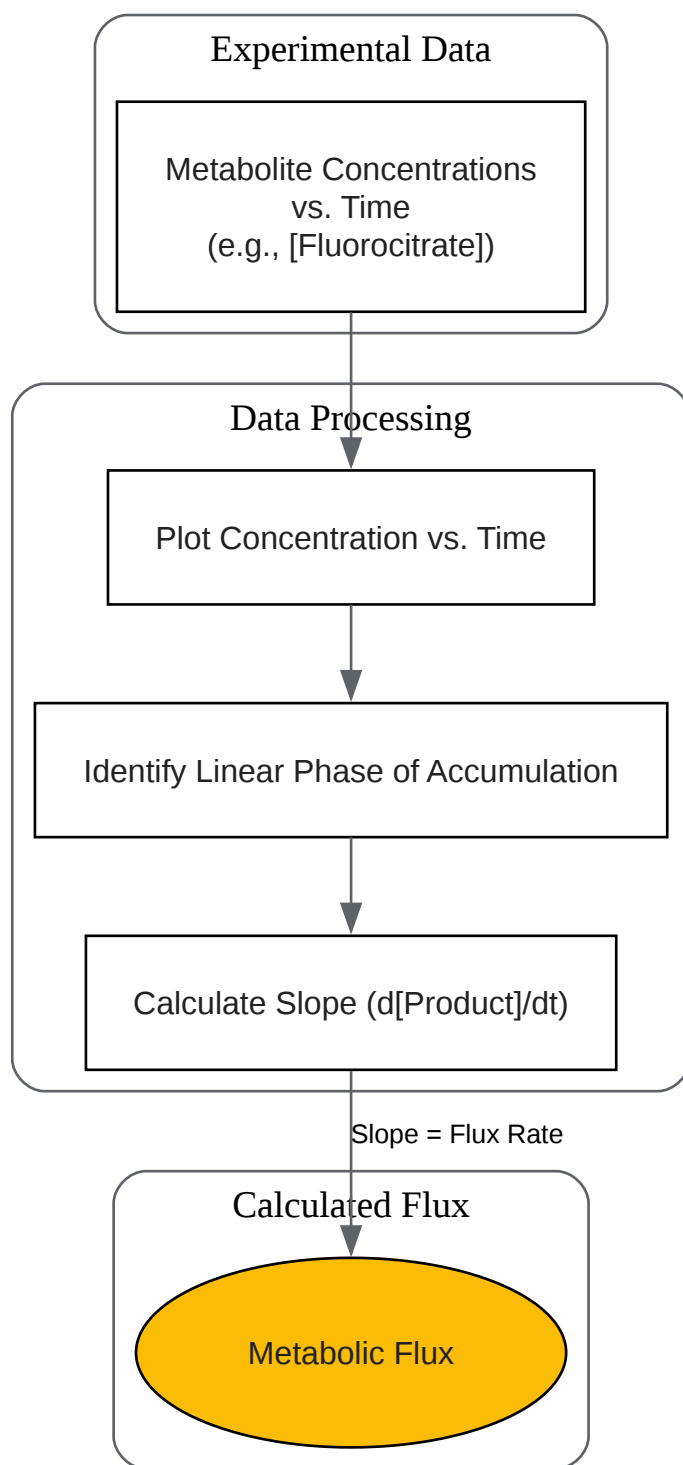 Experimental Data
Metabolite Concentrations
vs. Time
(e.g., [Fluorocitrate])
Data Processing
Plot Concentration vs. Time
Identify Linear Phase of Accumulation
Calculate Slope (d[Product]/dt)
Slope = Flux Rate
Calculated Flux
Metabolic Flux